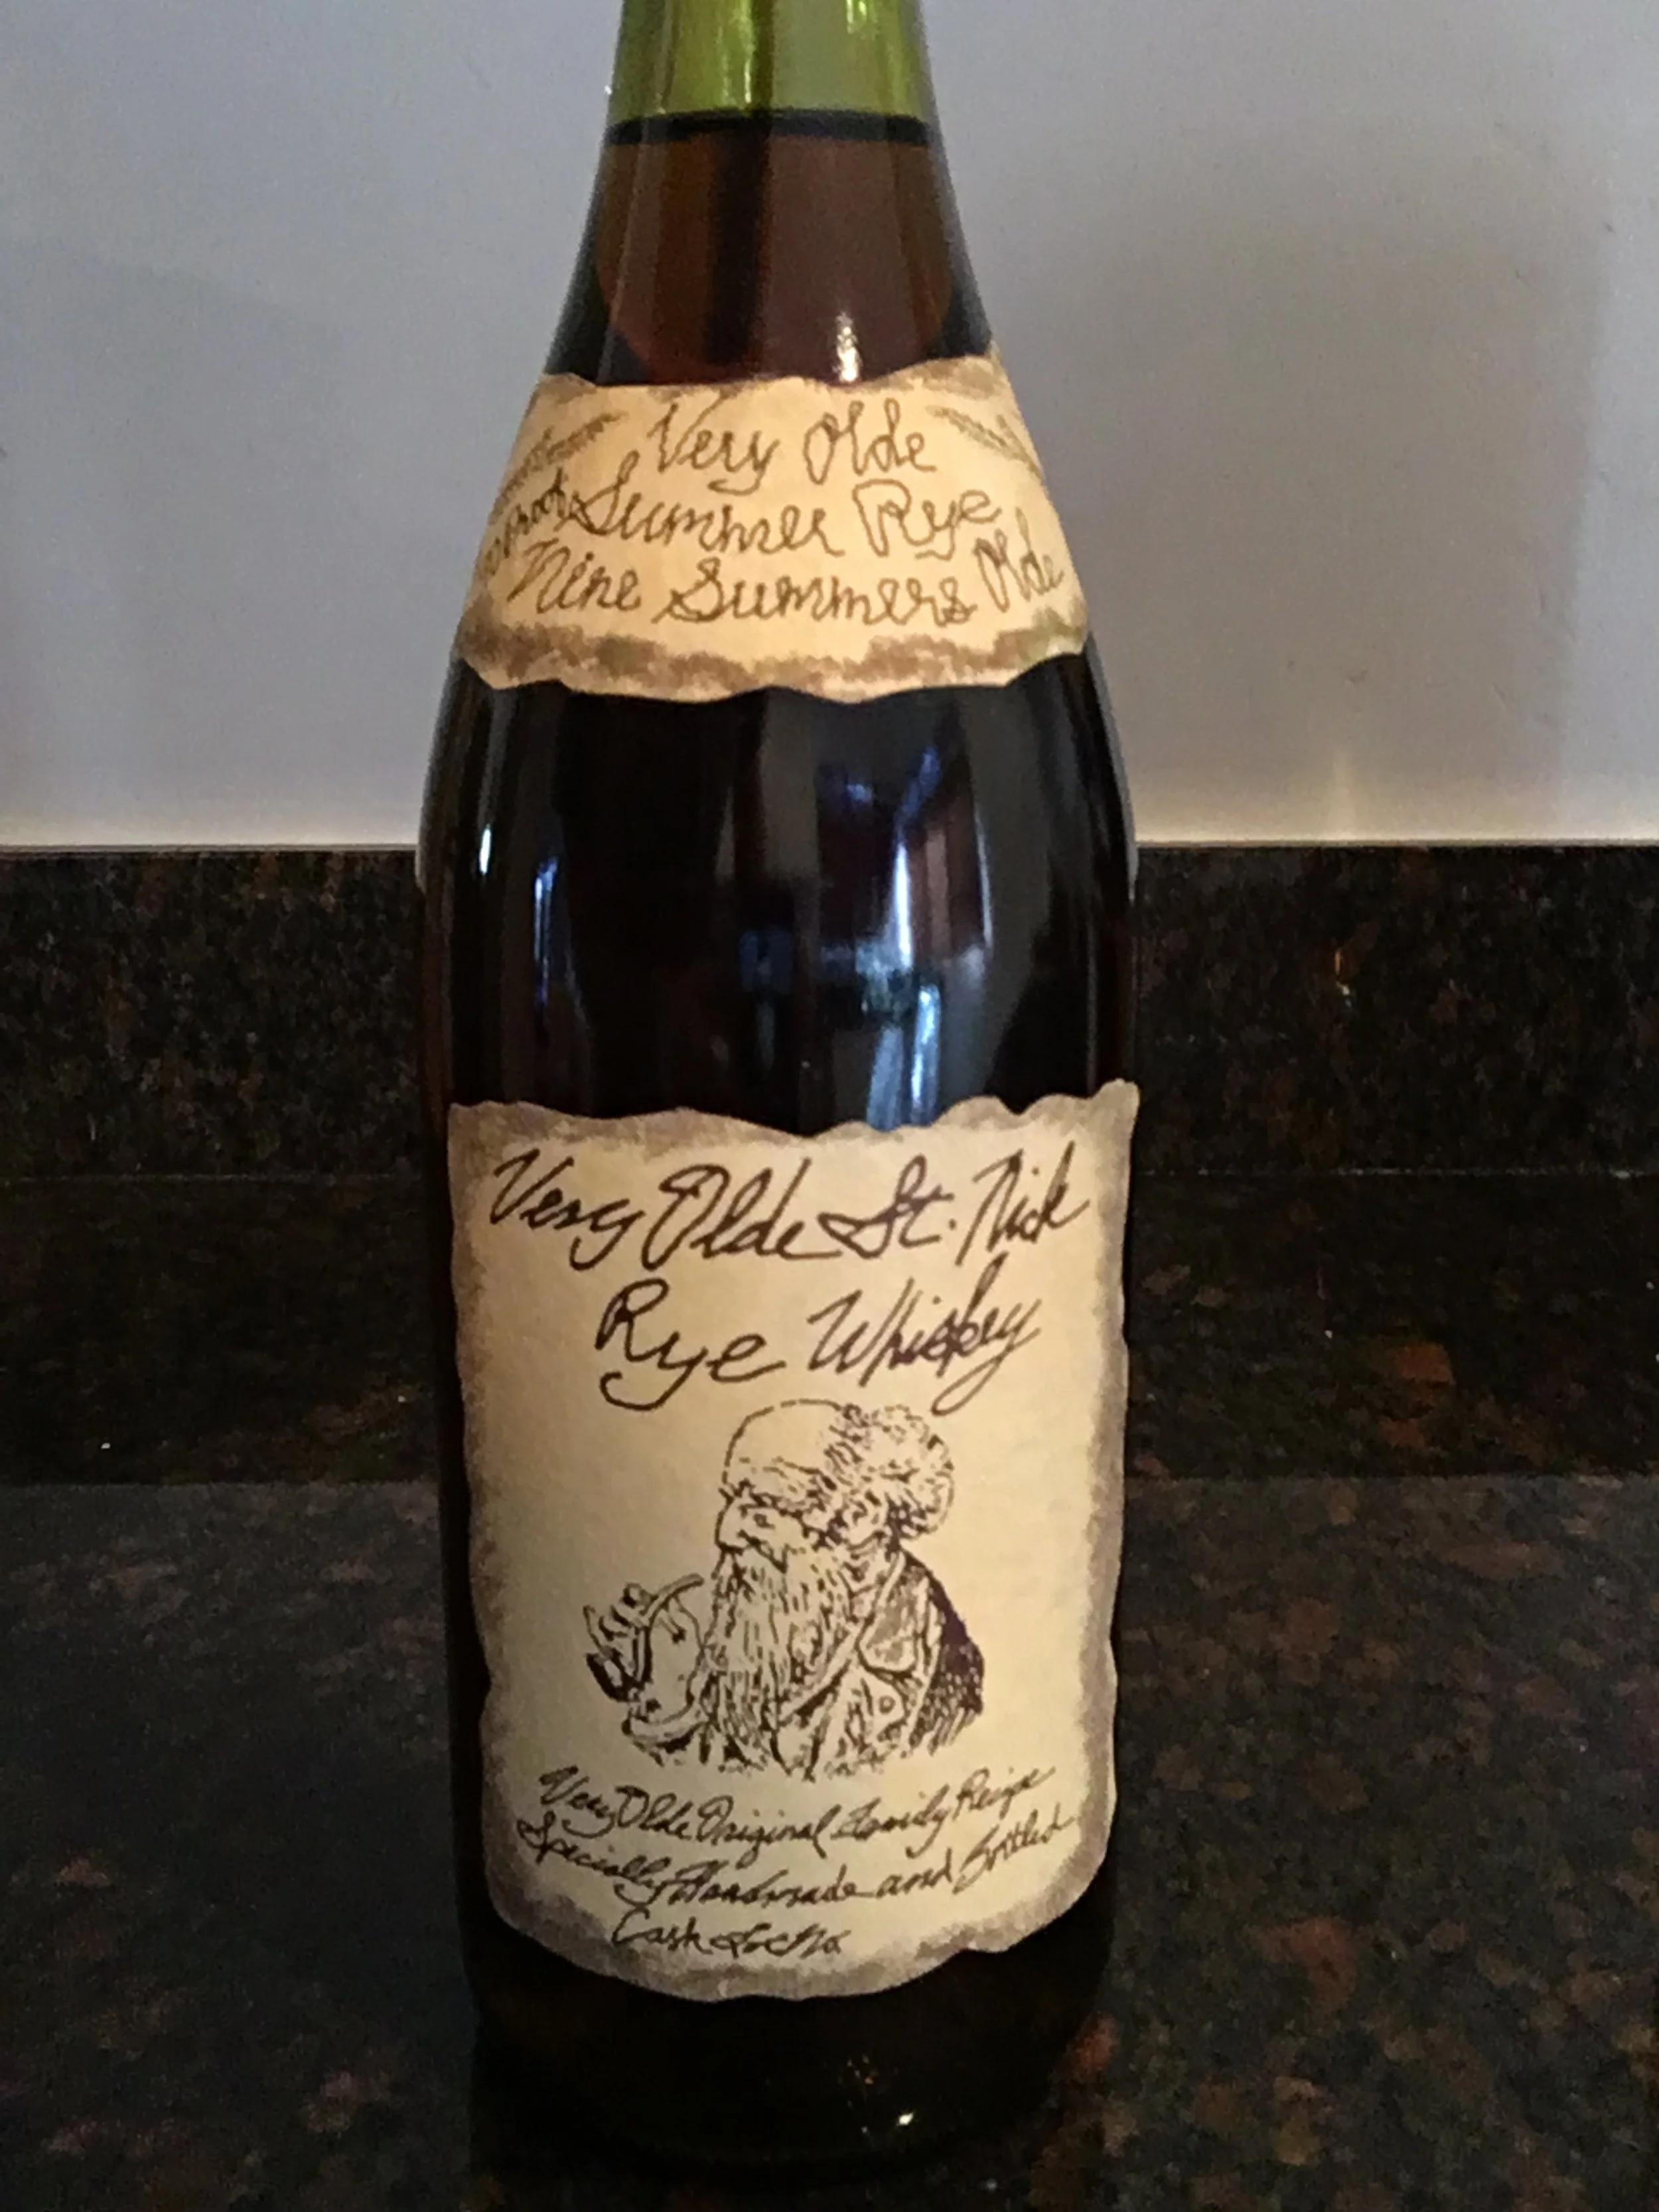 Very Olde
proof Summer Rye
Nine Summers Olde
Very Olde St. Nick
Rye Whiskey
Very Olde Original Family Recipe
Specially Handmade and Bottled
Cask